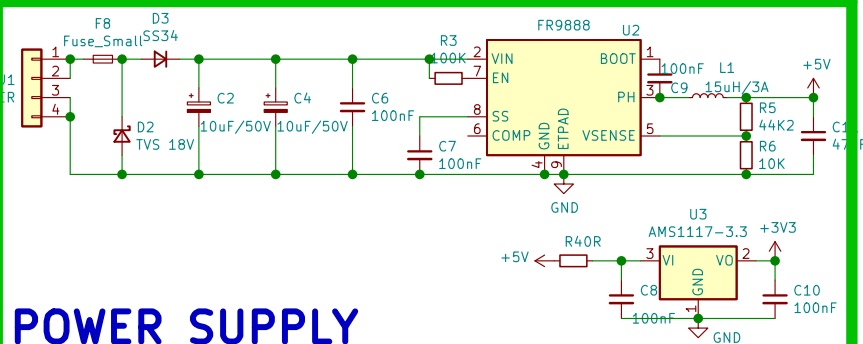 F8
Fuse_Small
D3
SS34
R3
100K
FR9888
U2
U1
ER
1
2
3
4
D2
TVS 18V
+
C2
10uF/50V
+
C4
10uF/50V
C6
100nF
C7
100nF
2
VIN
7
EN
8
SS
6
COMP
GND
4
ETPAD
9
BOOT
1
PH
3
VSENSE
5
100nF
C9
L1
15uH/3A
+5V
R5
44K2
R6
10K
GND
U3
AMS1117-3.3
+5V
R40R
3
VI
VO
2
GND
1
+3V3
C8
100nF
C10
100nF
GND
POWER SUPPLY